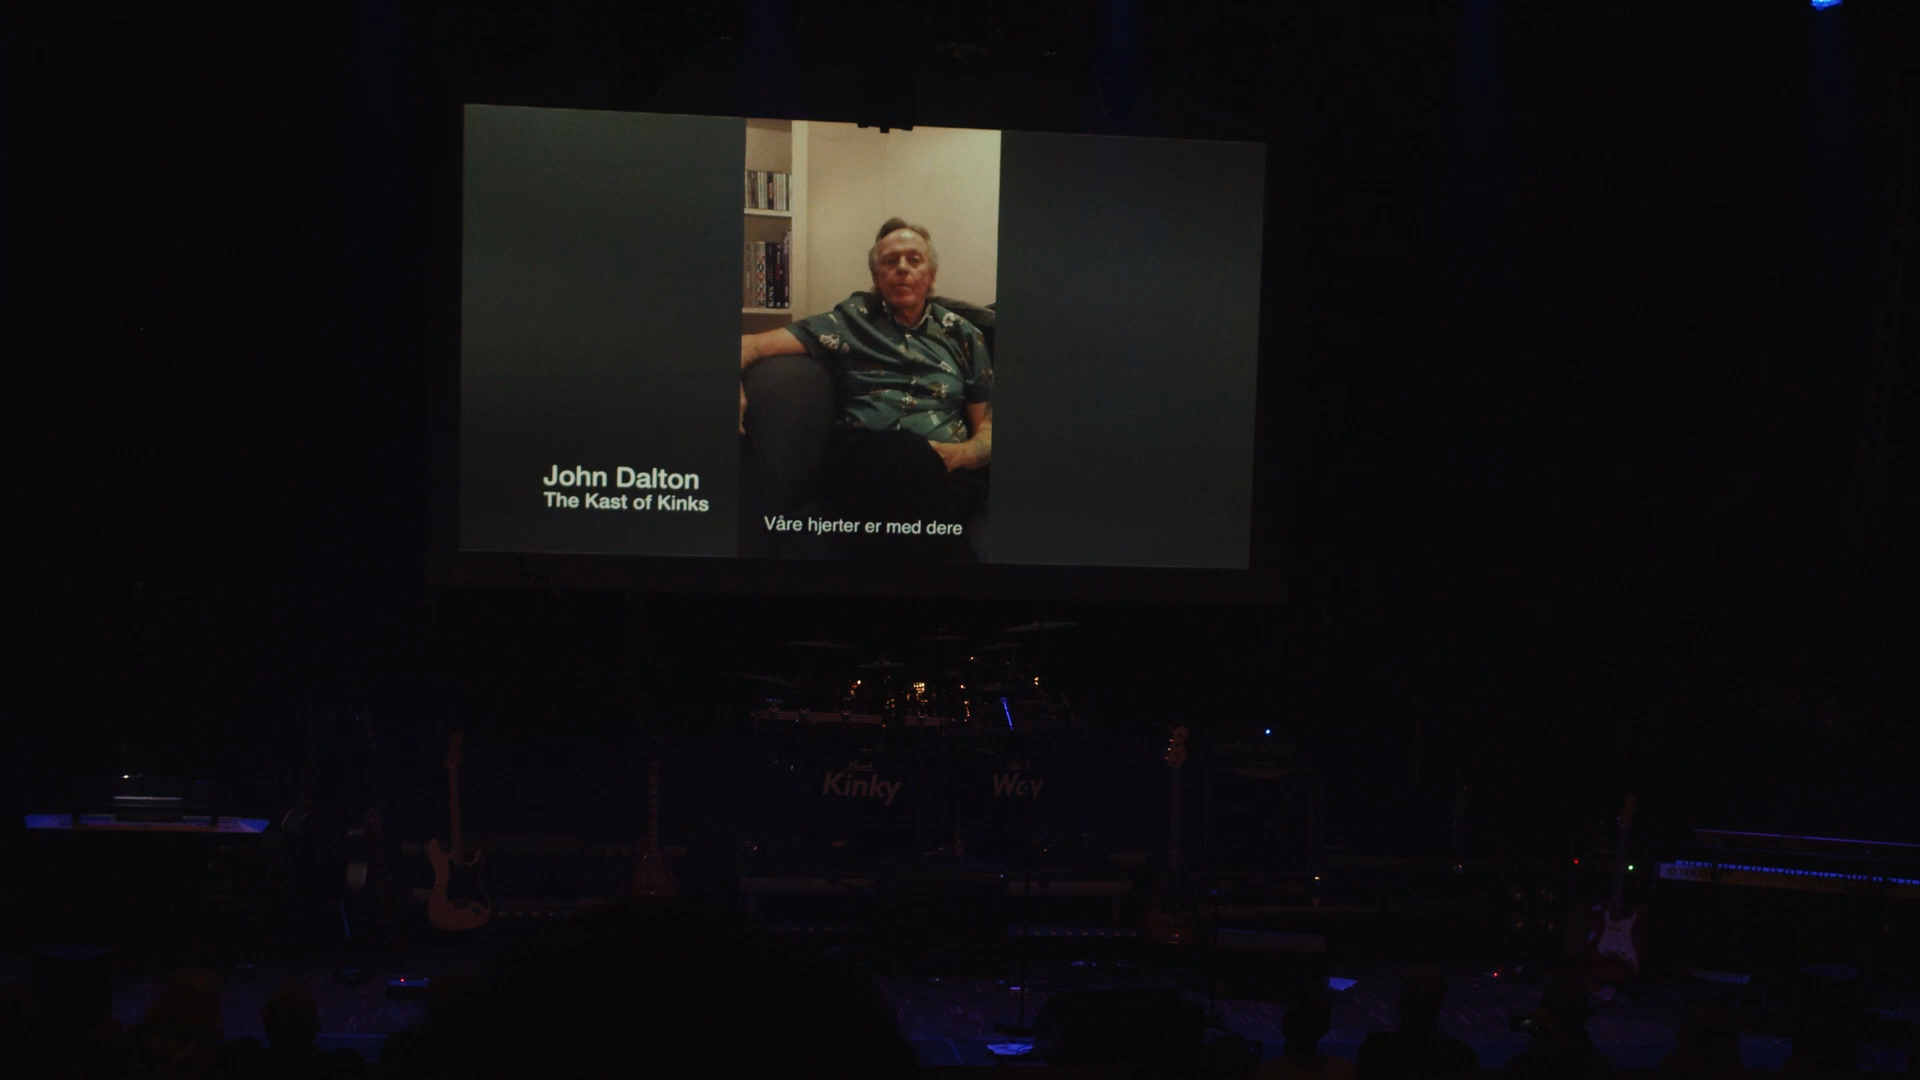 John Dalton
The Kast of Kinks
Våre hjerter er med dere
Kinky Way